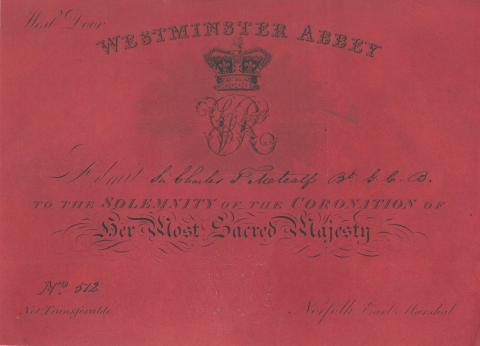 West Door
WESTMINSTER ABBEY
VR
Admit Sir Charles T. Metcalfe Bt. G. C. B.
TO THE SOLEMNITY OF THE CORONATION OF
Her Most Sacred Majesty
No. 512
Not Transferable.
Norfolk Earl Marshal